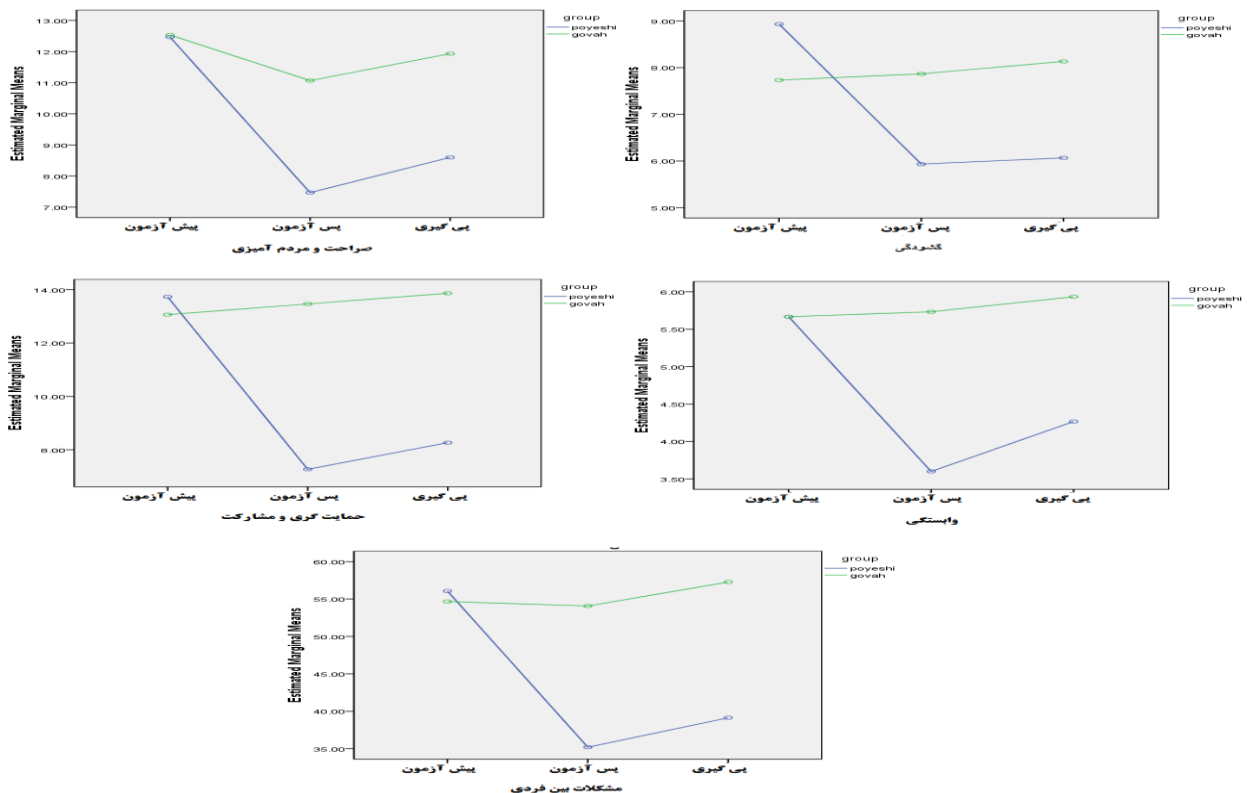 group
poyeshi
govah
Estimated Marginal Means
13.00
12.00
11.00
10.00
9.00
8.00
7.00
پیش آزمون
پس آزمون
پی گیری
صراحت و مردم آمیزی
group
poyeshi
govah
Estimated Marginal Means
9.00
8.00
7.00
6.00
5.00
پیش آزمون
پس آزمون
پی گیری
گشودگی
group
poyeshi
govah
Estimated Marginal Means
14.00
12.00
10.00
8.00
پیش آزمون
پس آزمون
پی گیری
حمایت گری و مشارکت
group
poyeshi
govah
Estimated Marginal Means
6.00
5.50
5.00
4.50
4.00
3.50
پیش آزمون
پس آزمون
پی گیری
وابستگی
group
poyeshi
govah
Estimated Marginal Means
60.00
55.00
50.00
45.00
40.00
35.00
پیش آزمون
پس آزمون
پی گیری
مشکلات بین فردی